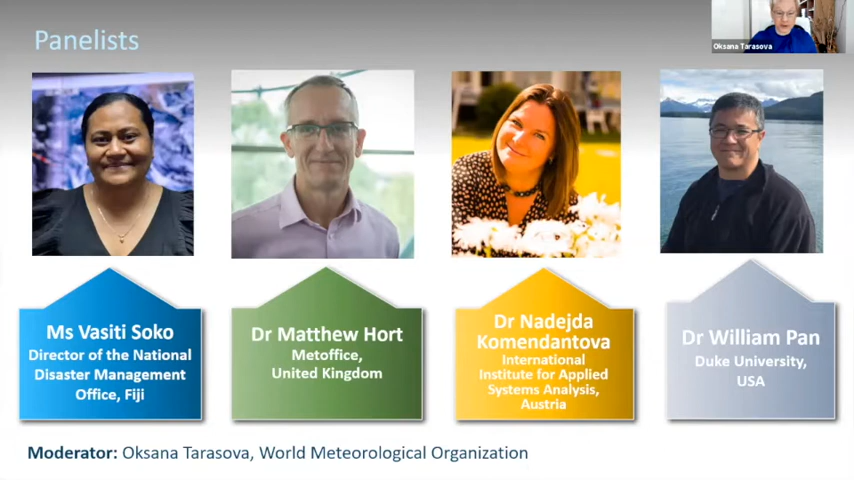 Panelists
Oksana Tarasova
Ms Vasiti Soko
Director of the National
Disaster Management
Office, Fiji
Dr Matthew Hort
Metoffice,
United Kingdom
Dr Nadejda
Komendantova
International
Institute for Applied
Systems Analysis,
Austria
Dr William Pan
Duke University,
USA
Moderator: Oksana Tarasova, World Meteorological Organization